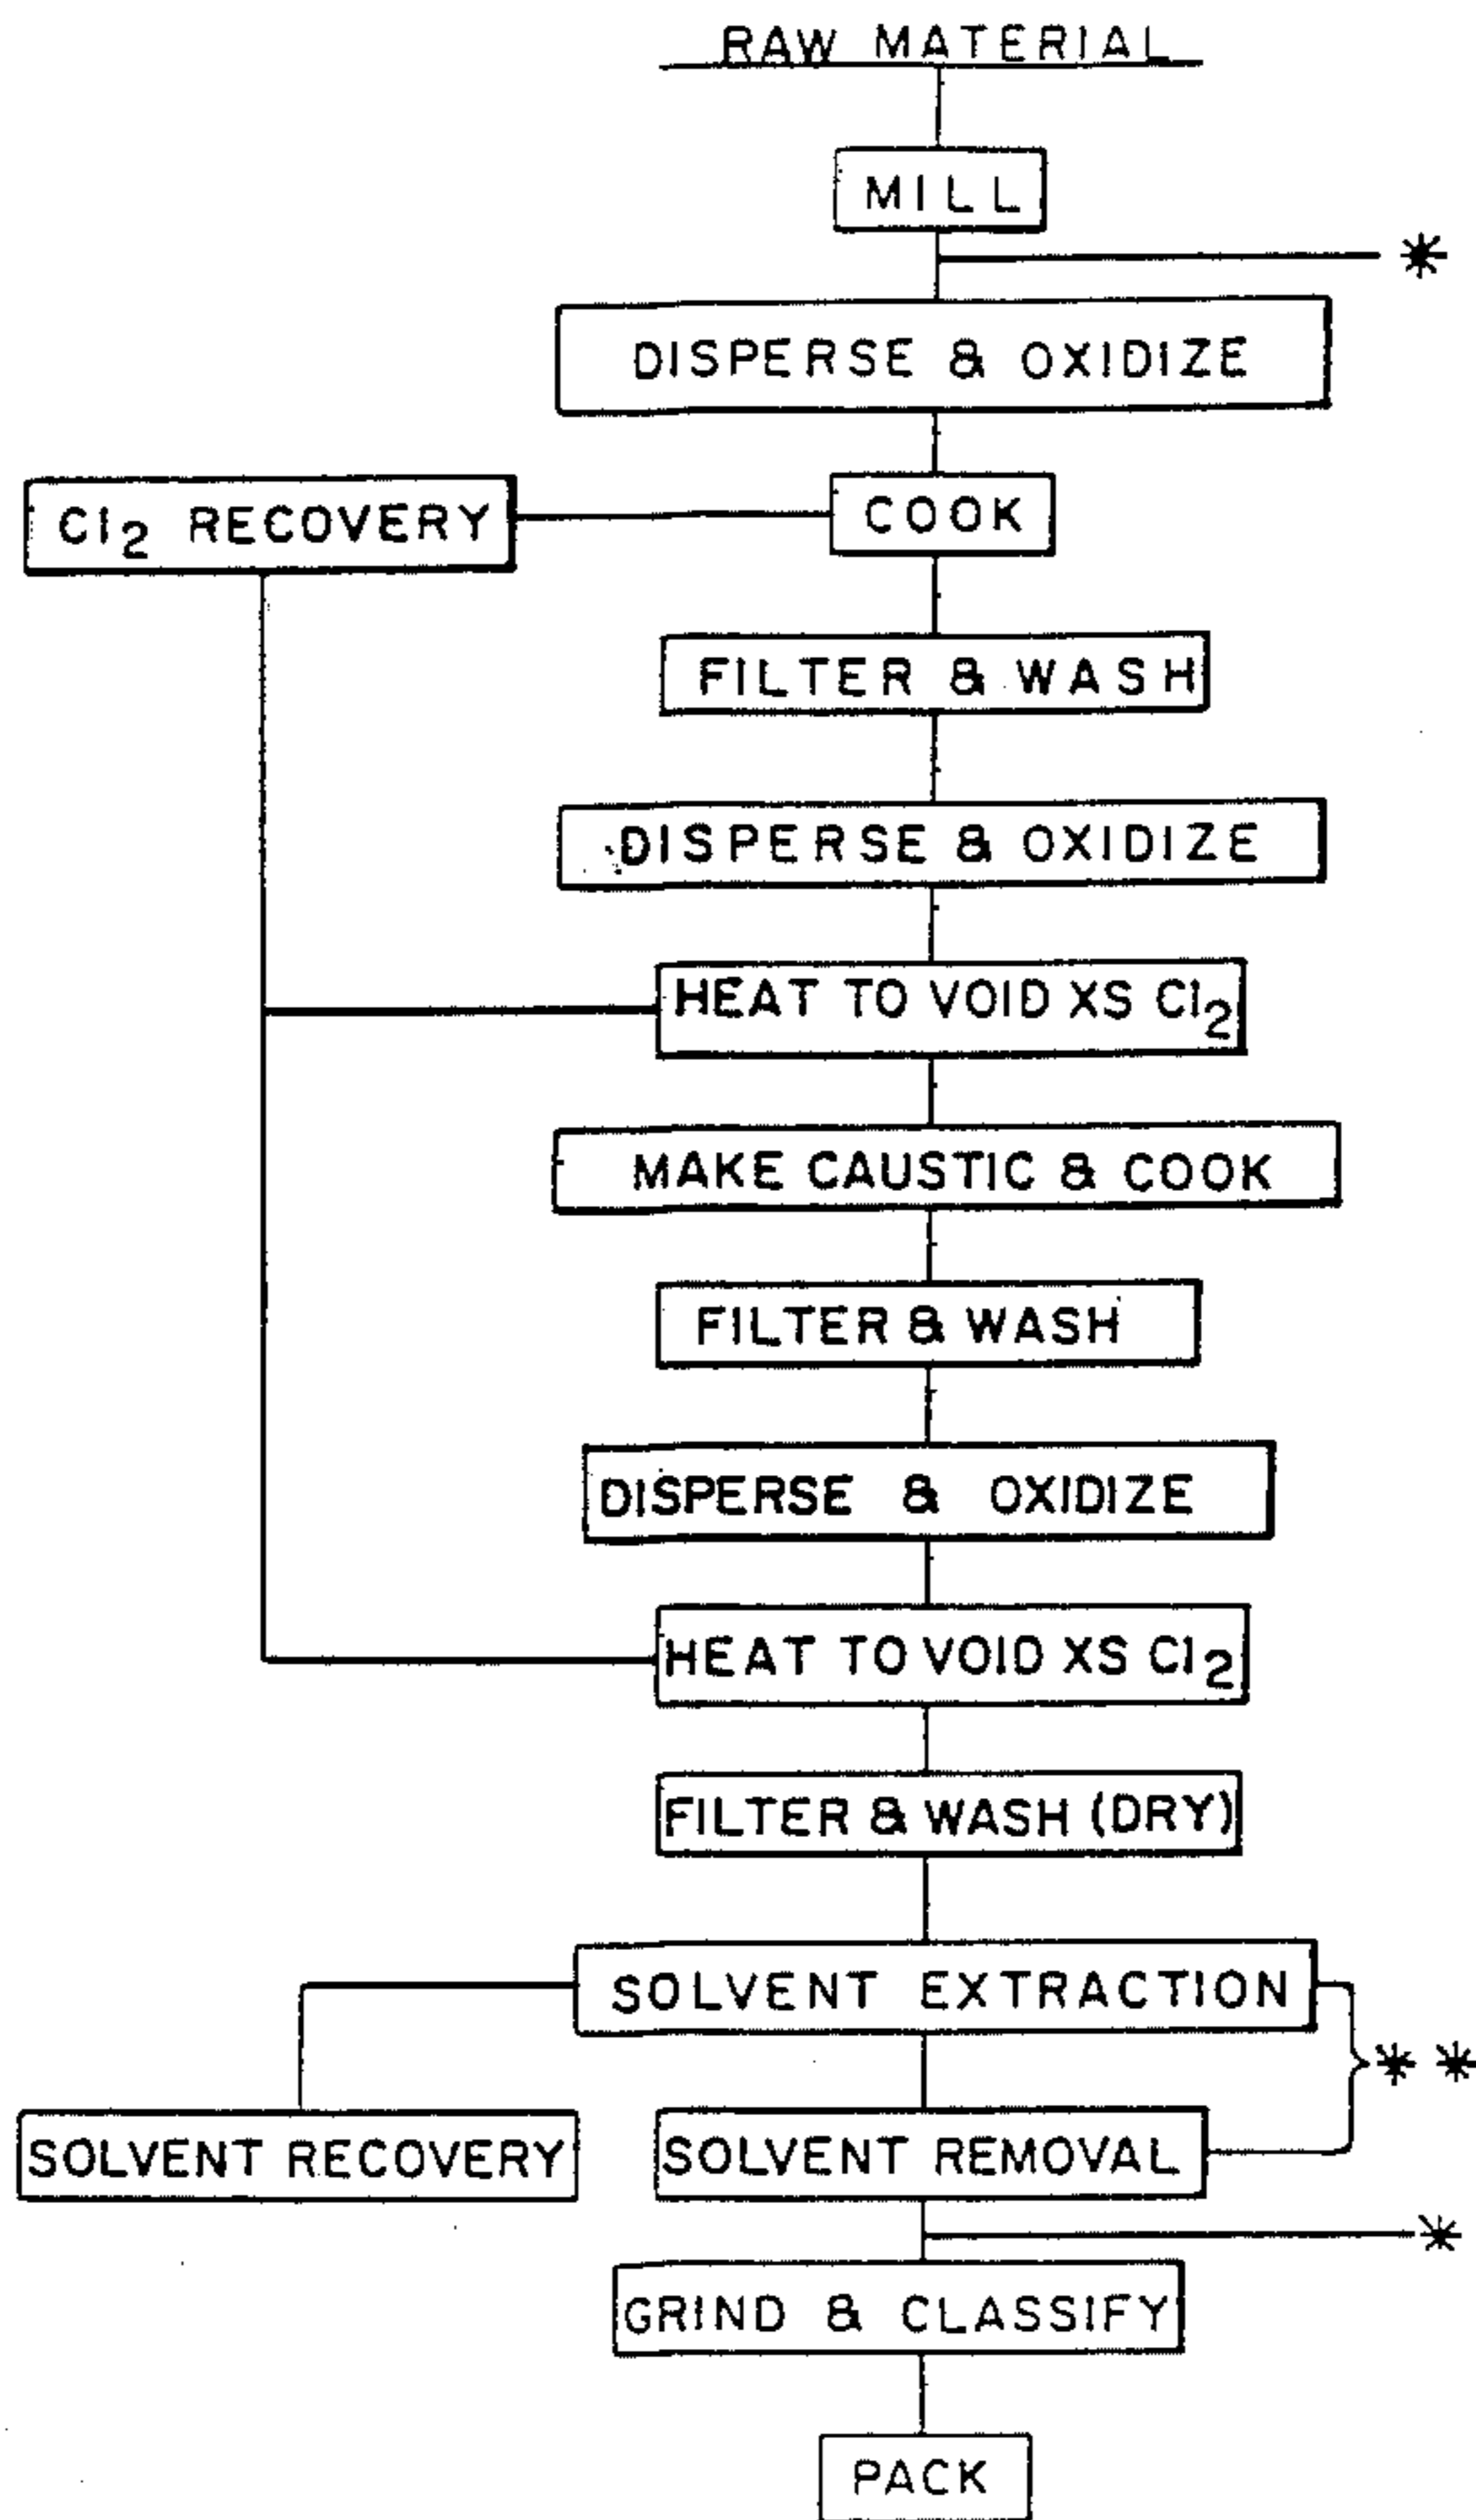 RAW MATERIAL
MILL
*
DISPERSE & OXIDIZE
Cl2 RECOVERY
COOK
FILTER & WASH
DISPERSE & OXIDIZE
HEAT TO VOID XS Cl2
MAKE CAUSTIC & COOK
FILTER & WASH
DISPERSE & OXIDIZE
HEAT TO VOID XS Cl2
FILTER & WASH (DRY)
SOLVENT EXTRACTION
* *
SOLVENT RECOVERY
SOLVENT REMOVAL
*
GRIND & CLASSIFY
PACK